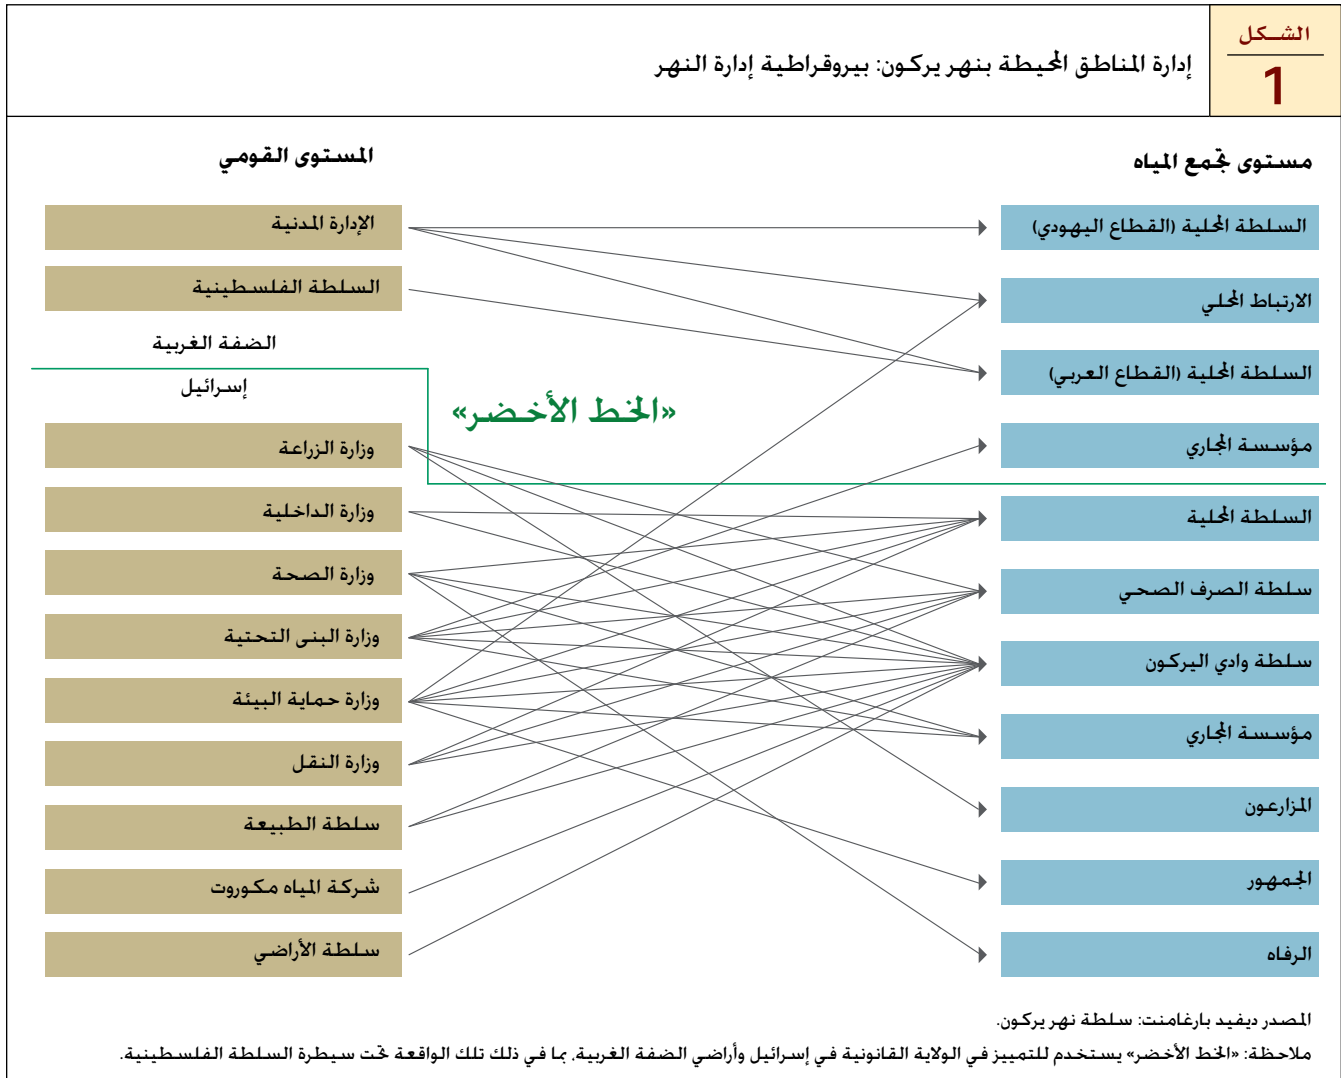 الشكل
1
إدارة المناطق المحيطة بنهر يركون: بيروقراطية إدارة النهر
مستوى تجمع المياه
السلطة المحلية (القطاع اليهودي)
الارتباط المحلي
السلطة المحلية (القطاع العربي)
مؤسسة المجاري
السلطة المحلية
سلطة الصرف الصحي
سلطة وادي اليركون
مؤسسة المجاري
المزارعون
الجمهور
الرفاه
المستوى القومي
الإدارة المدنية
السلطة الفلسطينية
الضفة الغربية
إسرائيل
«الخط الأخضر»
وزارة الزراعة
وزارة الداخلية
وزارة الصحة
وزارة البنى التحتية
وزارة حماية البيئة
وزارة النقل
سلطة الطبيعة
شركة المياه مكوروت
سلطة الأراضي
المصدر ديفيد بارغامنت: سلطة نهر يركون.
ملاحظة: «الخط الأخضر» يستخدم للتمييز في الولاية القانونية في إسرائيل وأراضي الضفة الغربية، بما في ذلك تلك الواقعة تحت سيطرة السلطة الفلسطينية.